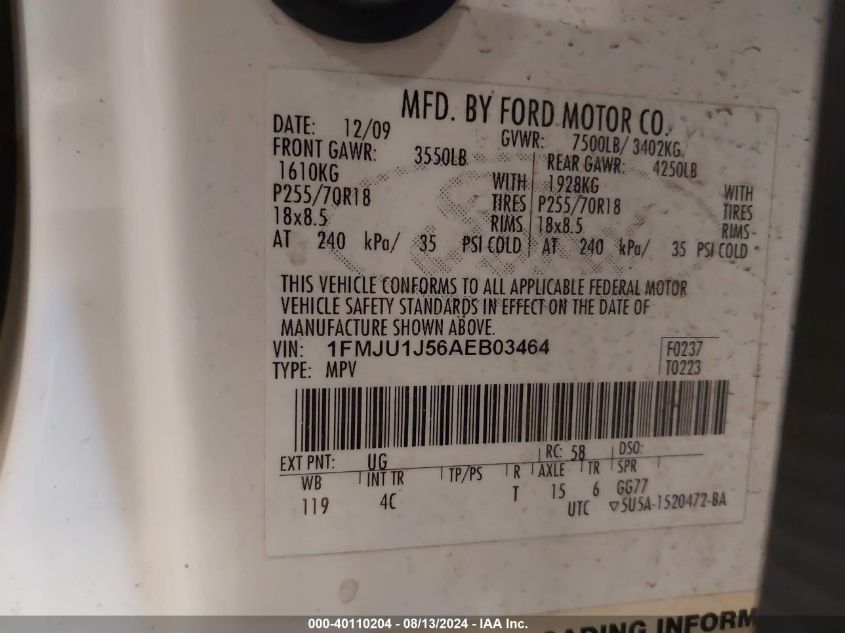 MFD. BY FORD MOTOR CO.
DATE: 12/09 GVWR: 7500LB/ 3402KG
FRONT GAWR: 3550LB REAR GAWR: 4250LB
1610KG WITH 1928KG WITH
P255/70R18 TIRES P255/70R18 TIRES
18x8.5 RIMS 18x8.5 RIMS
AT 240 kPa/ 35 PSI COLD AT 240 kPa/ 35 PSI COLD
THIS VEHICLE CONFORMS TO ALL APPLICABLE FEDERAL MOTOR
VEHICLE SAFETY STANDARDS IN EFFECT ON THE DATE OF
MANUFACTURE SHOWN ABOVE.
VIN: 1FMJU1J56AEB03464 F0237
TYPE: MPV T0223
EXT PNT: UG RC: 58 DSO:
WB INT TR TP/PS R AXLE TR SPR
119 4C T 15 6 GG77
UTC ▽5U5A-1520472-BA
LOADING INFORM
000-40110204 - 08/13/2024 - IAA Inc.